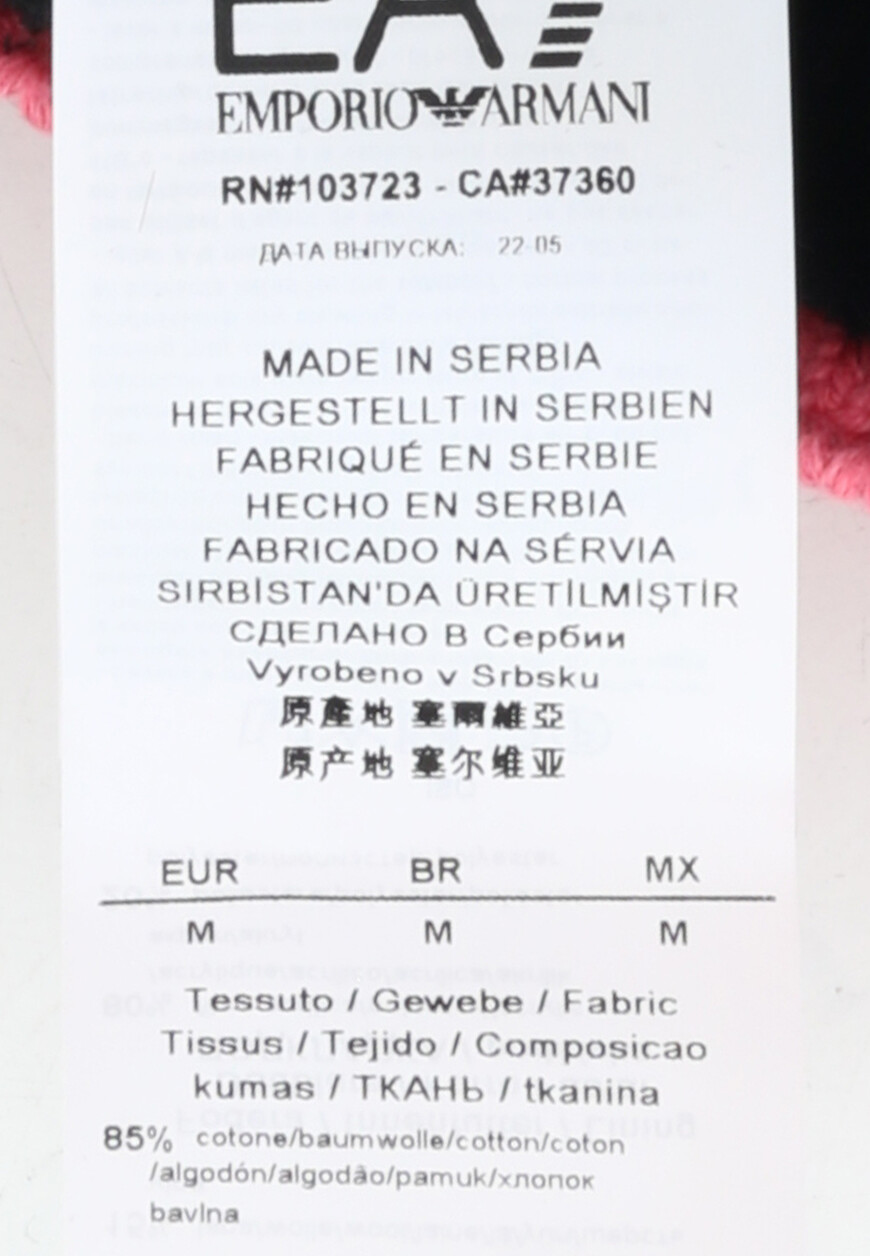 EA7
EMPORIO ARMANI
RN#103723 - CA#37360
ДАТА ВЫПУСКА: 22-05
MADE IN SERBIA
HERGESTELLT IN SERBIEN
FABRIQUÉ EN SERBIE
HECHO EN SERBIA
FABRICADO NA SÉRVIA
SIRBİSTAN'DA ÜRETİLMİŞTİR
СДЕЛАНО В Сербии
Vyrobeno v Srbsku
原產地 塞爾維亞
原产地 塞尔维亚
EUR BR MX
M M M
Tessuto / Gewebe / Fabric
Tissus / Tejido / Composicao
kumas / ТКАНЬ / tkanina
85% cotone/baumwolle/cotton/coton
/algodón/algodão/pamuk/хлопок
bavlna